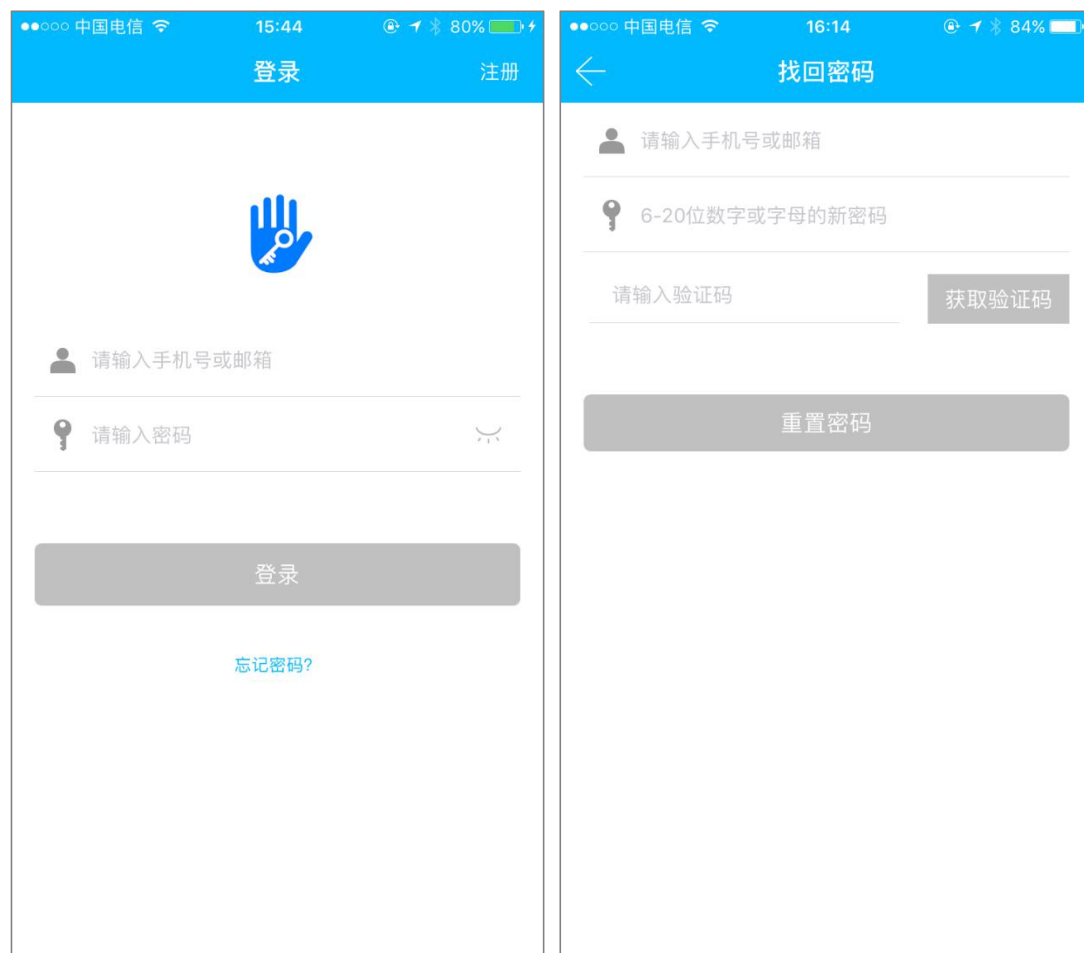 中国电信 15:44 80%
登录 注册
请输入手机号或邮箱
请输入密码
登录
忘记密码?
中国电信 16:14 84%
找回密码
请输入手机号或邮箱
6-20位数字或字母的新密码
请输入验证码 获取验证码
重置密码